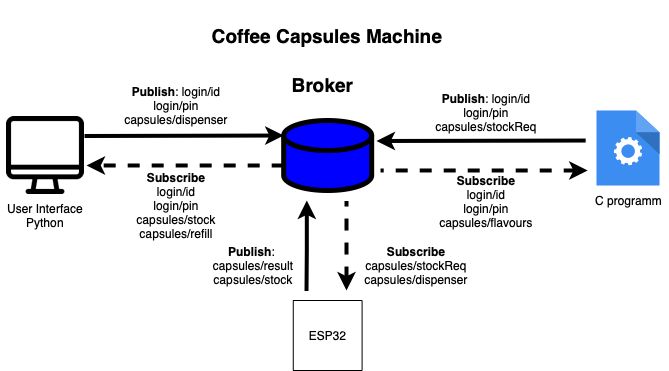 Coffee Capsules Machine
Broker
Publish: login/id
login/pin
capsules/dispenser
Publish: login/id
login/pin
capsules/stockReq
Subscribe
login/id
login/pin
capsules/stock
capsules/refill
Subscribe
login/id
login/pin
capsules/flavours
User Interface
Python
C programm
Publish:
capsules/result
capsules/stock
Subscribe
capsules/stockReq
capsules/dispenser
ESP32